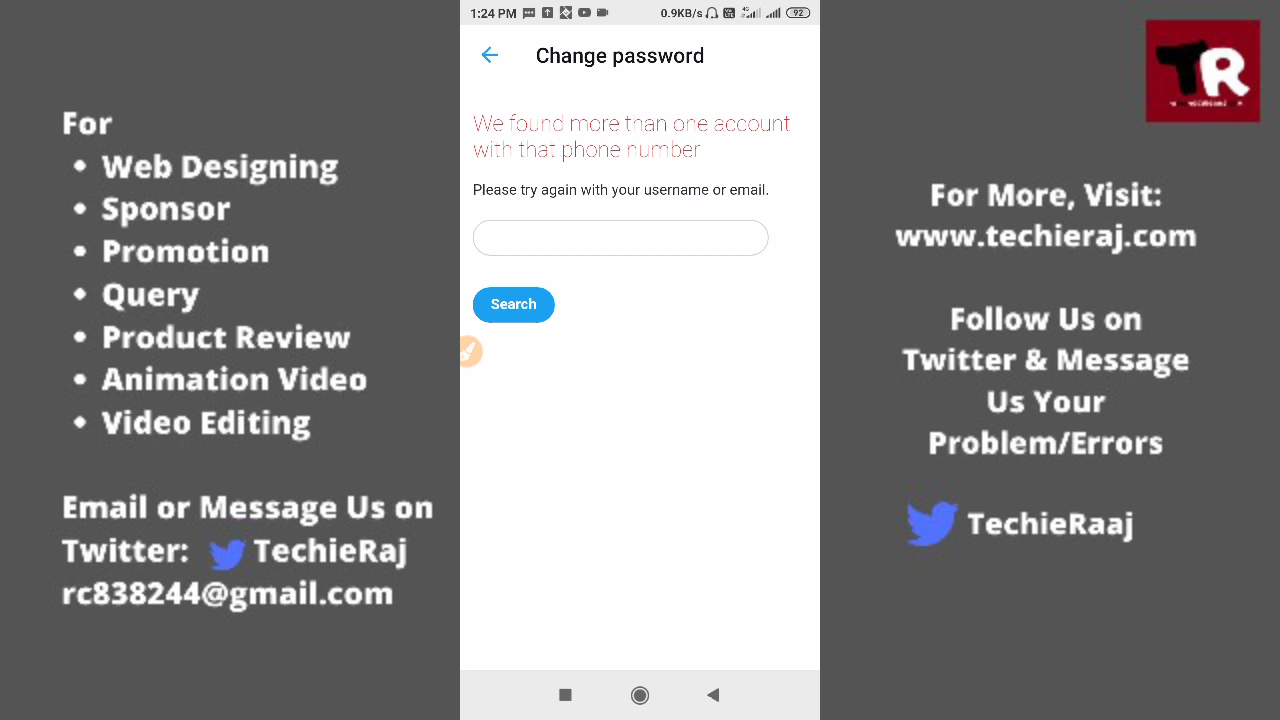 For
• Web Designing
• Sponsor
• Promotion
• Query
• Product Review
• Animation Video
• Video Editing
Email or Message Us on
Twitter: TechieRaj
rc838244@gmail.com
1:24 PM
0.9KB/s
4G
92
Change password
We found more than one account
with that phone number
Please try again with your username or email.
Search
TR
For More, Visit:
www.techieraj.com
Follow Us on
Twitter & Message
Us Your
Problem/Errors
TechieRaaj